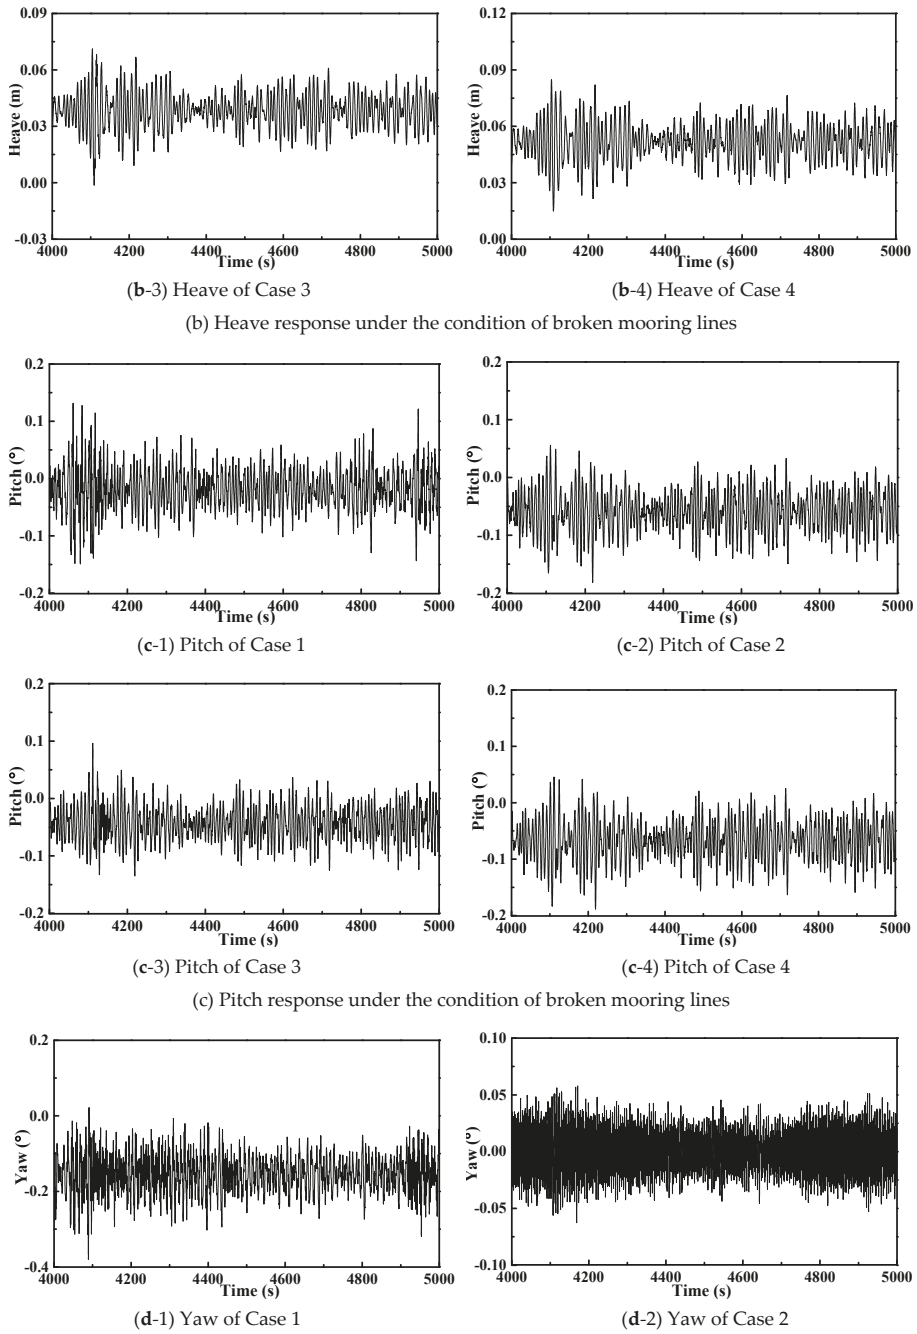 0.09
0.06
0.03
0.00
-0.03
Heave (m)
4000 4200 4400 4600 4800 5000
Time (s)
(b-3) Heave of Case 3
0.12
0.09
0.06
0.03
0.00
Heave (m)
4000 4200 4400 4600 4800 5000
Time (s)
(b-4) Heave of Case 4
(b) Heave response under the condition of broken mooring lines
0.2
0.1
0.0
-0.1
-0.2
Pitch (°)
4000 4200 4400 4600 4800 5000
Time (s)
(c-1) Pitch of Case 1
0.2
0.1
0.0
-0.1
-0.2
Pitch (°)
4000 4200 4400 4600 4800 5000
Time (s)
(c-2) Pitch of Case 2
0.2
0.1
0.0
-0.1
-0.2
Pitch (°)
4000 4200 4400 4600 4800 5000
Time (s)
(c-3) Pitch of Case 3
0.2
0.1
0.0
-0.1
-0.2
Pitch (°)
4000 4200 4400 4600 4800 5000
Time (s)
(c-4) Pitch of Case 4
(c) Pitch response under the condition of broken mooring lines
0.2
0.0
-0.2
-0.4
Yaw (°)
4000 4200 4400 4600 4800 5000
Time (s)
(d-1) Yaw of Case 1
0.10
0.05
0.00
-0.05
-0.10
Yaw (°)
4000 4200 4400 4600 4800 5000
Time (s)
(d-2) Yaw of Case 2